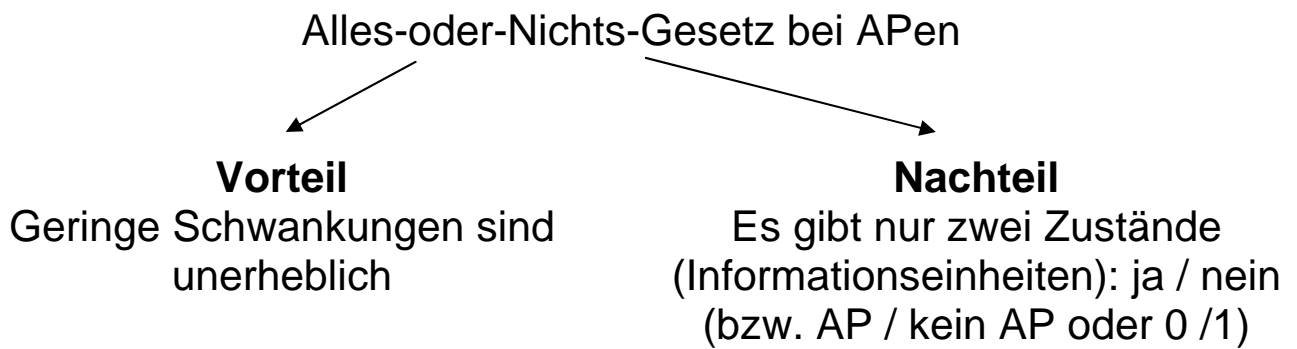 Alles-oder-Nichts-Gesetz bei APen
Vorteil
Geringe Schwankungen sind
unerheblich
Nachteil
Es gibt nur zwei Zustände
(Informationseinheiten): ja / nein
(bzw. AP / kein AP oder 0 /1)